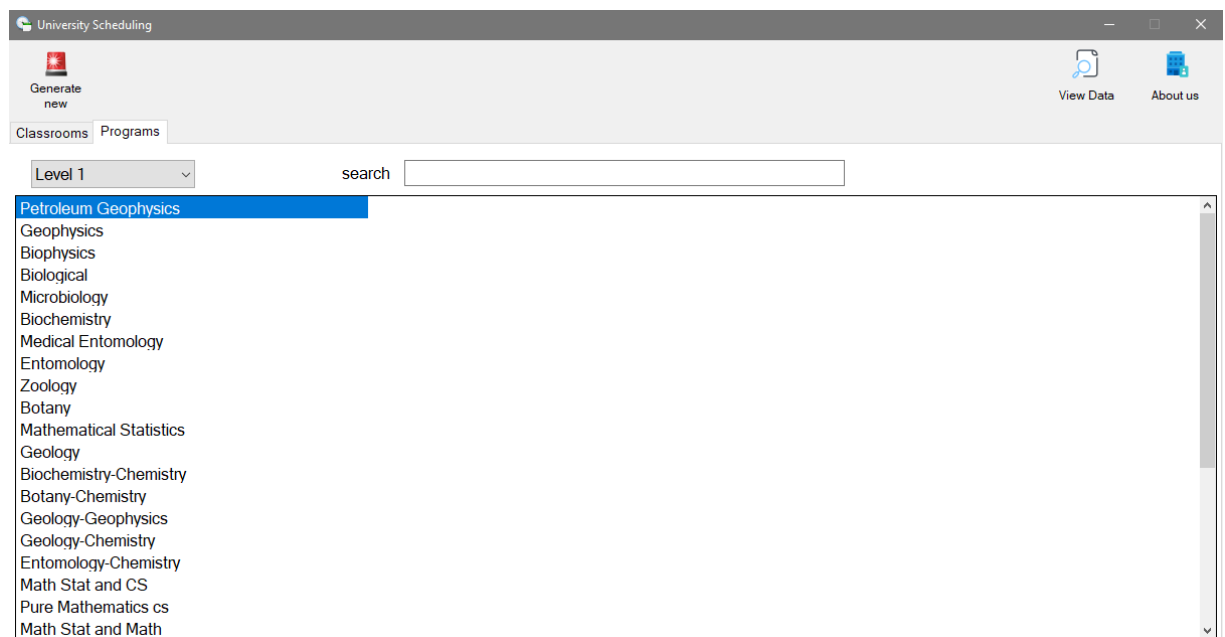 University Scheduling
Generate
new
View Data
About us
Classrooms
Programs
Level 1
search
Petroleum Geophysics
Geophysics
Biophysics
Biological
Microbiology
Biochemistry
Medical Entomology
Entomology
Zoology
Botany
Mathematical Statistics
Geology
Biochemistry-Chemistry
Botany-Chemistry
Geology-Geophysics
Geology-Chemistry
Entomology-Chemistry
Math Stat and CS
Pure Mathematics cs
Math Stat and Math